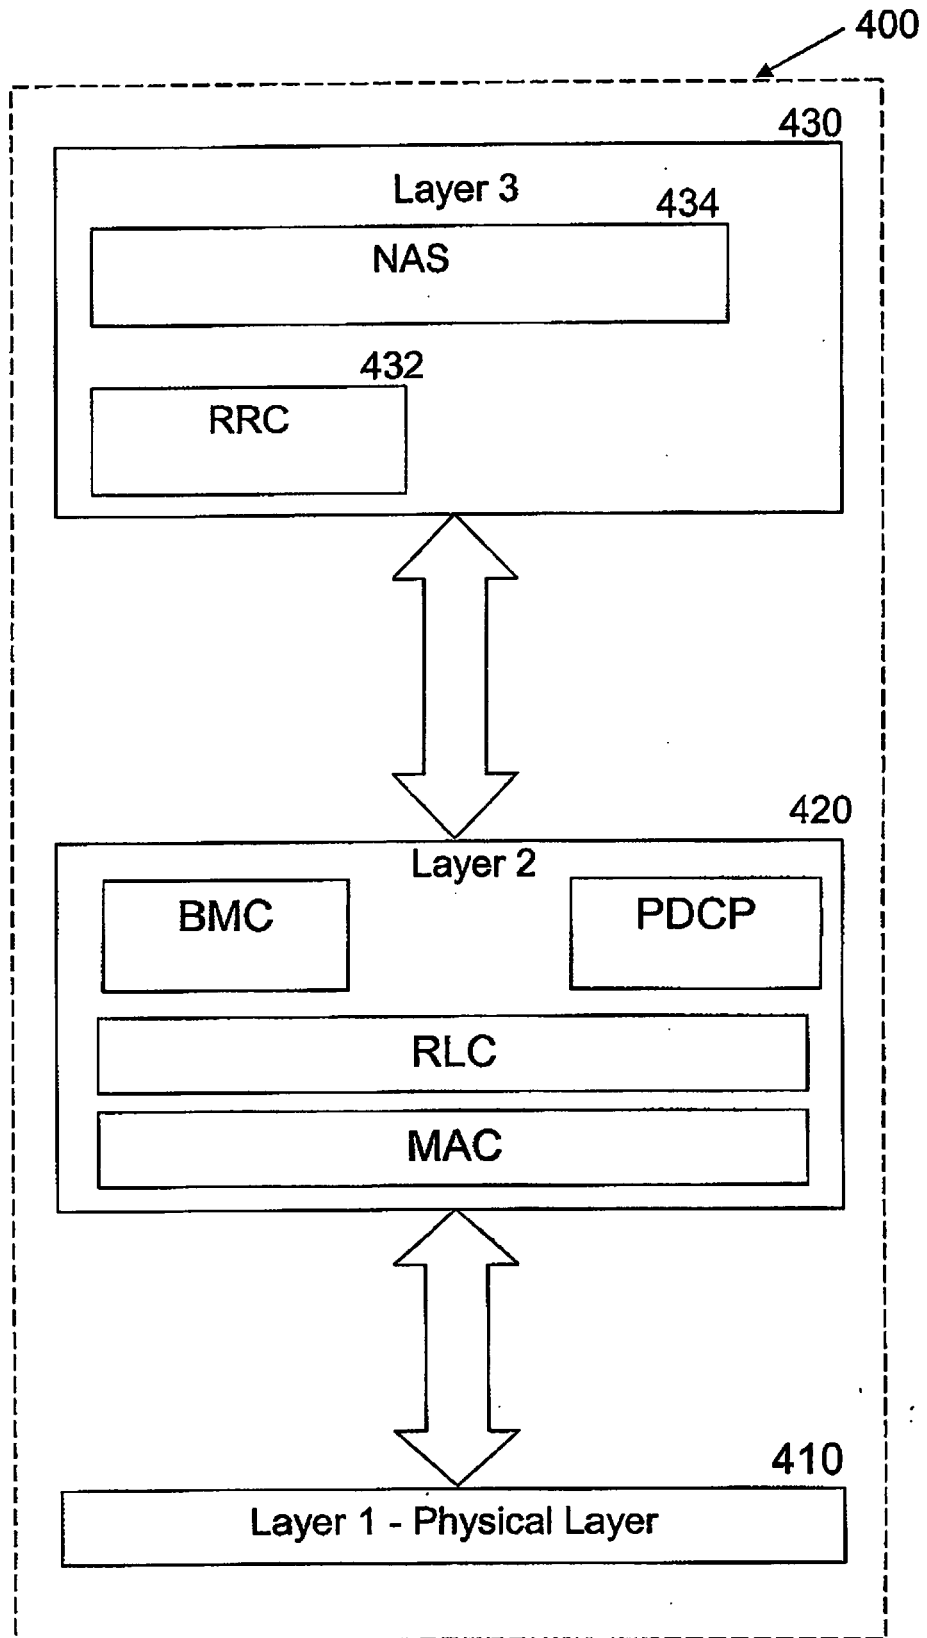 400
430
Layer 3
434
NAS
432
RRC
420
Layer 2
BMC
PDCP
RLC
MAC
410
Layer 1 - Physical Layer